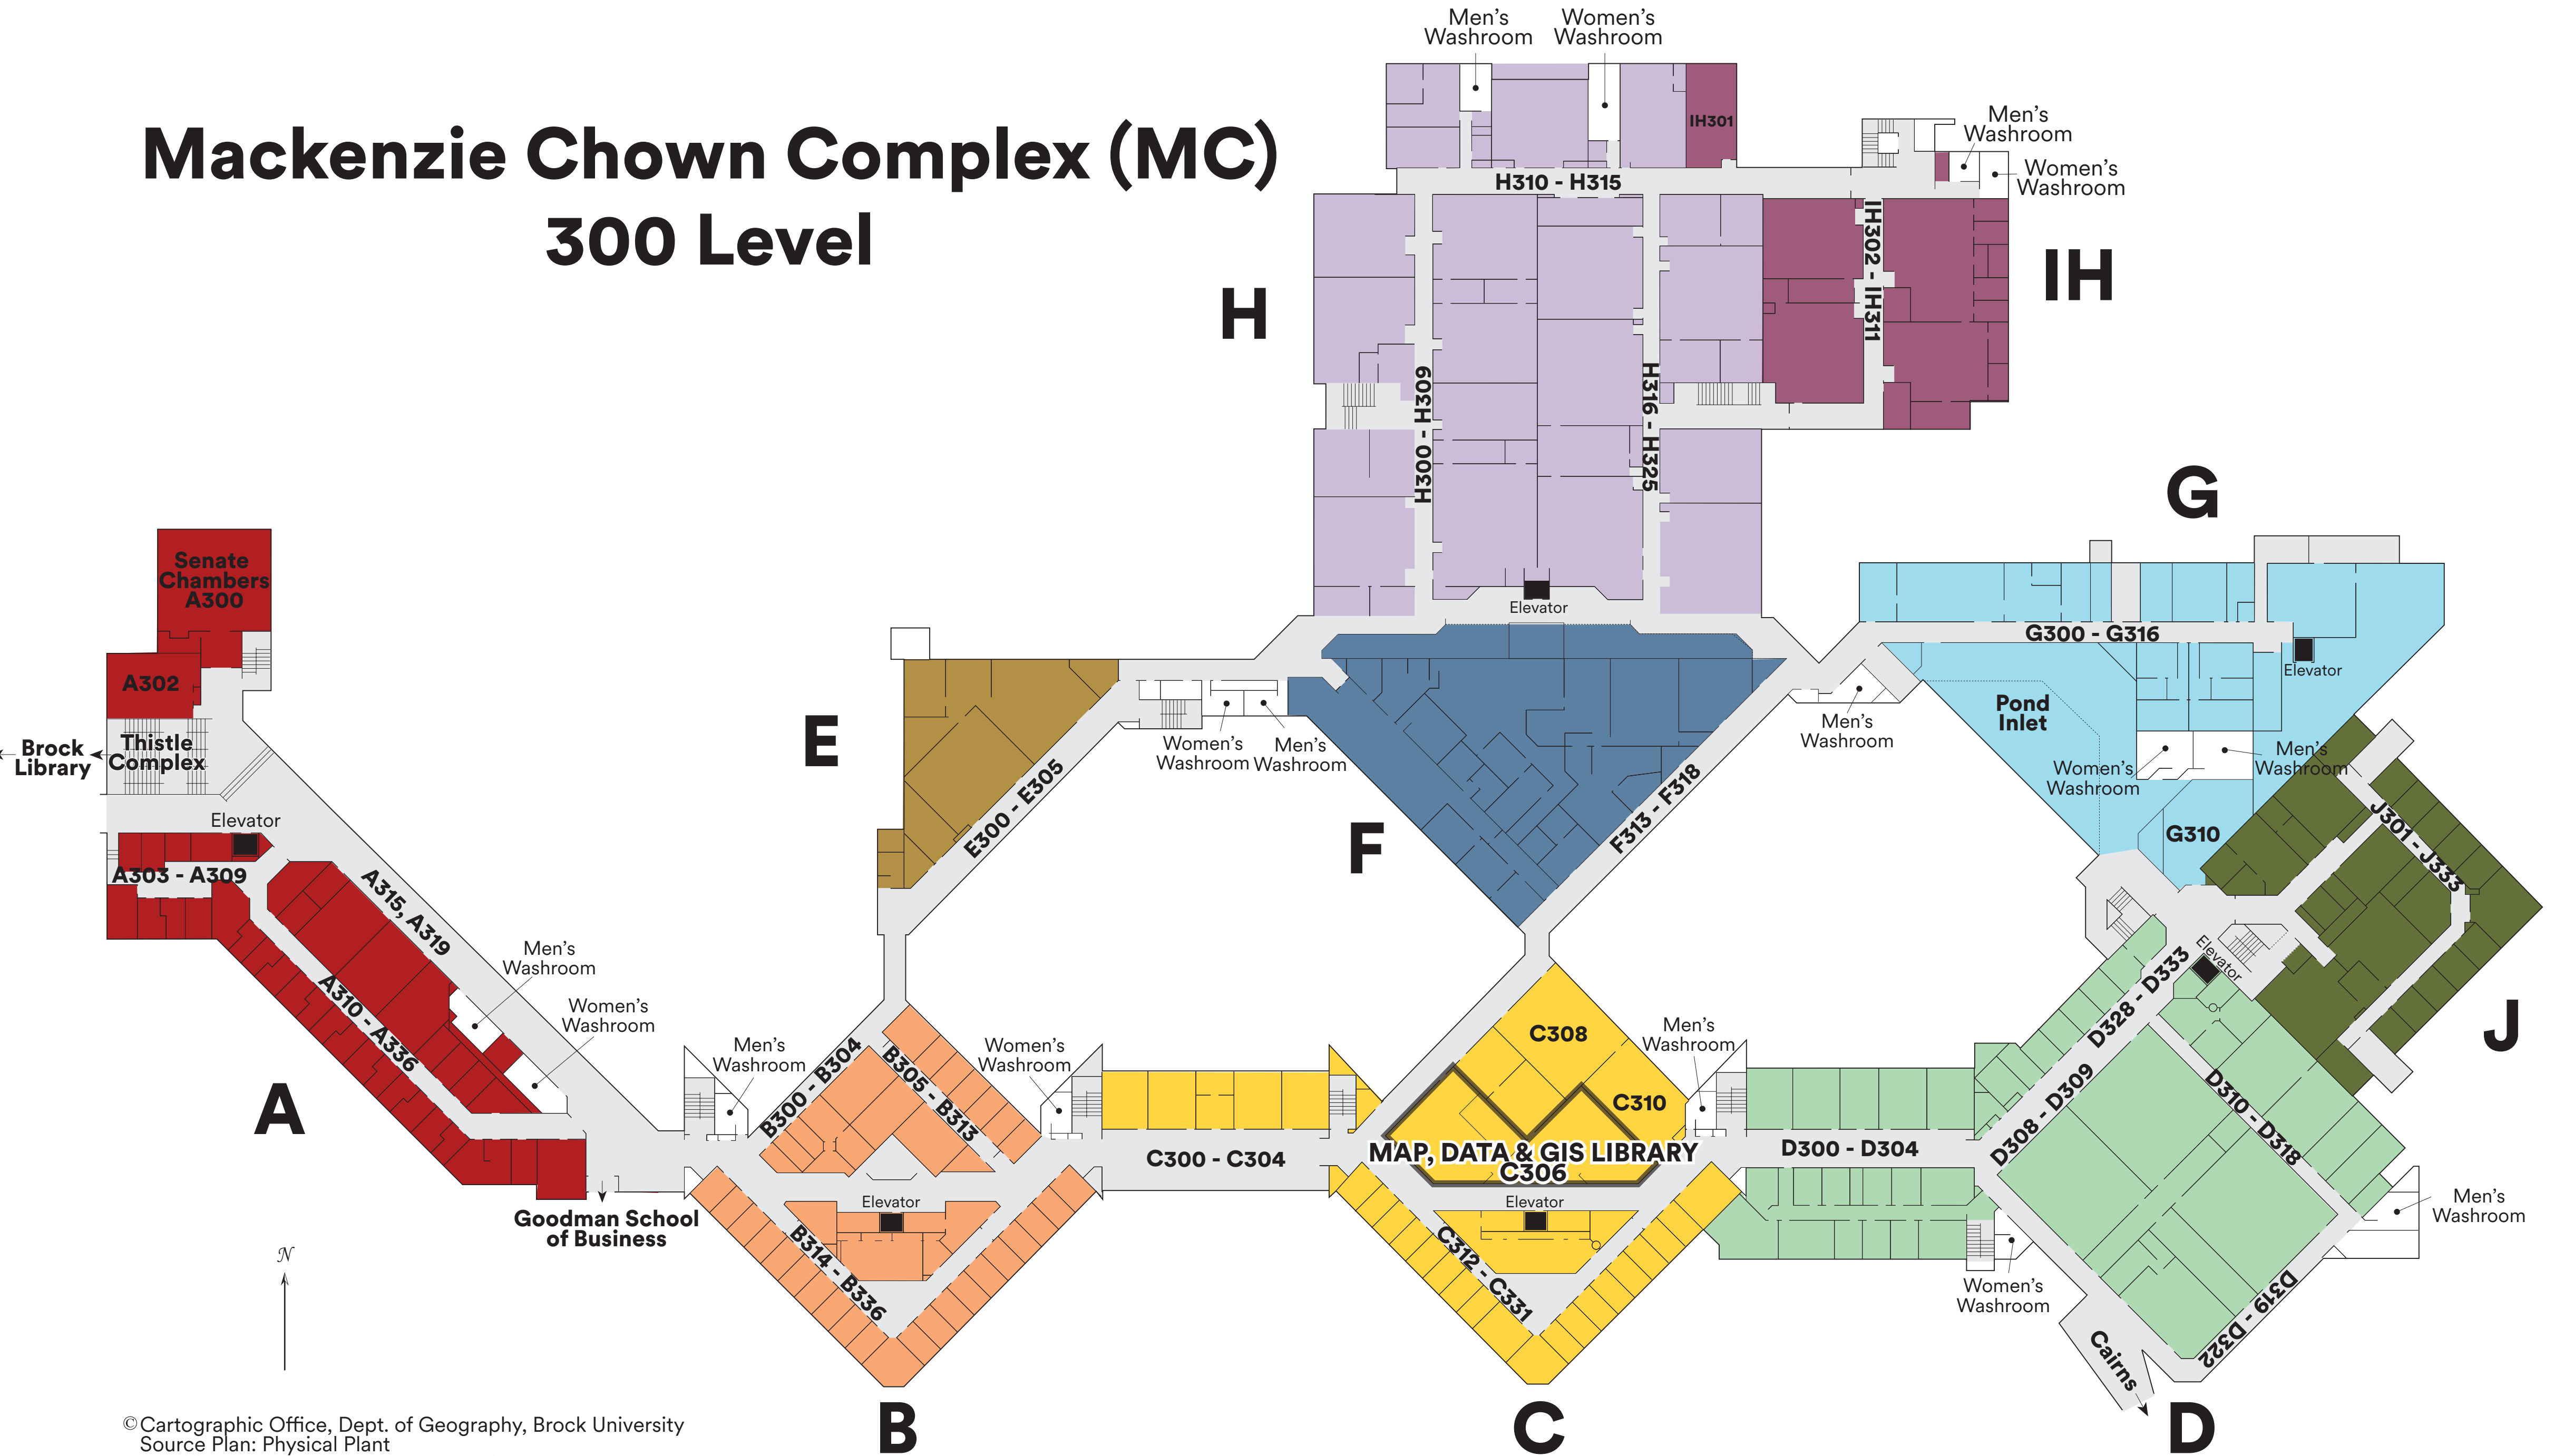 Mackenzie Chown Complex (MC)
300 Level
Men's
Washroom
Women's
Washroom
IH301
Men's
Washroom
Women's
Washroom
H310 - H315
IH302 - IH311
IH
H
H300 - H309
H316 - H325
Elevator
G
G300 - G316
Elevator
Pond
Inlet
Men's
Washroom
Women's
Washroom
Men's
Washroom
G310
Senate
Chambers
A300
A302
Brock
Library
Thistle
Complex
Elevator
A303 - A309
A315, A319
A310 - A336
Men's
Washroom
Women's
Washroom
A
Goodman School
of Business
E
E300 - E305
Women's
Washroom
Men's
Washroom
F
F313 - F318
J301 - J333
J
Elevator
Men's
Washroom
B300 - B304
B305 - B313
Women's
Washroom
Elevator
B314 - B336
B
C300 - C304
C308
C310
MAP, DATA & GIS LIBRARY
C306
Elevator
C312 - C331
C
Men's
Washroom
D300 - D304
D308 - D309
D328 - D333
D310 - D318
D319 - D322
Women's
Washroom
Men's
Washroom
Cairns
D
N
© Cartographic Office, Dept. of Geography, Brock University
Source Plan: Physical Plant